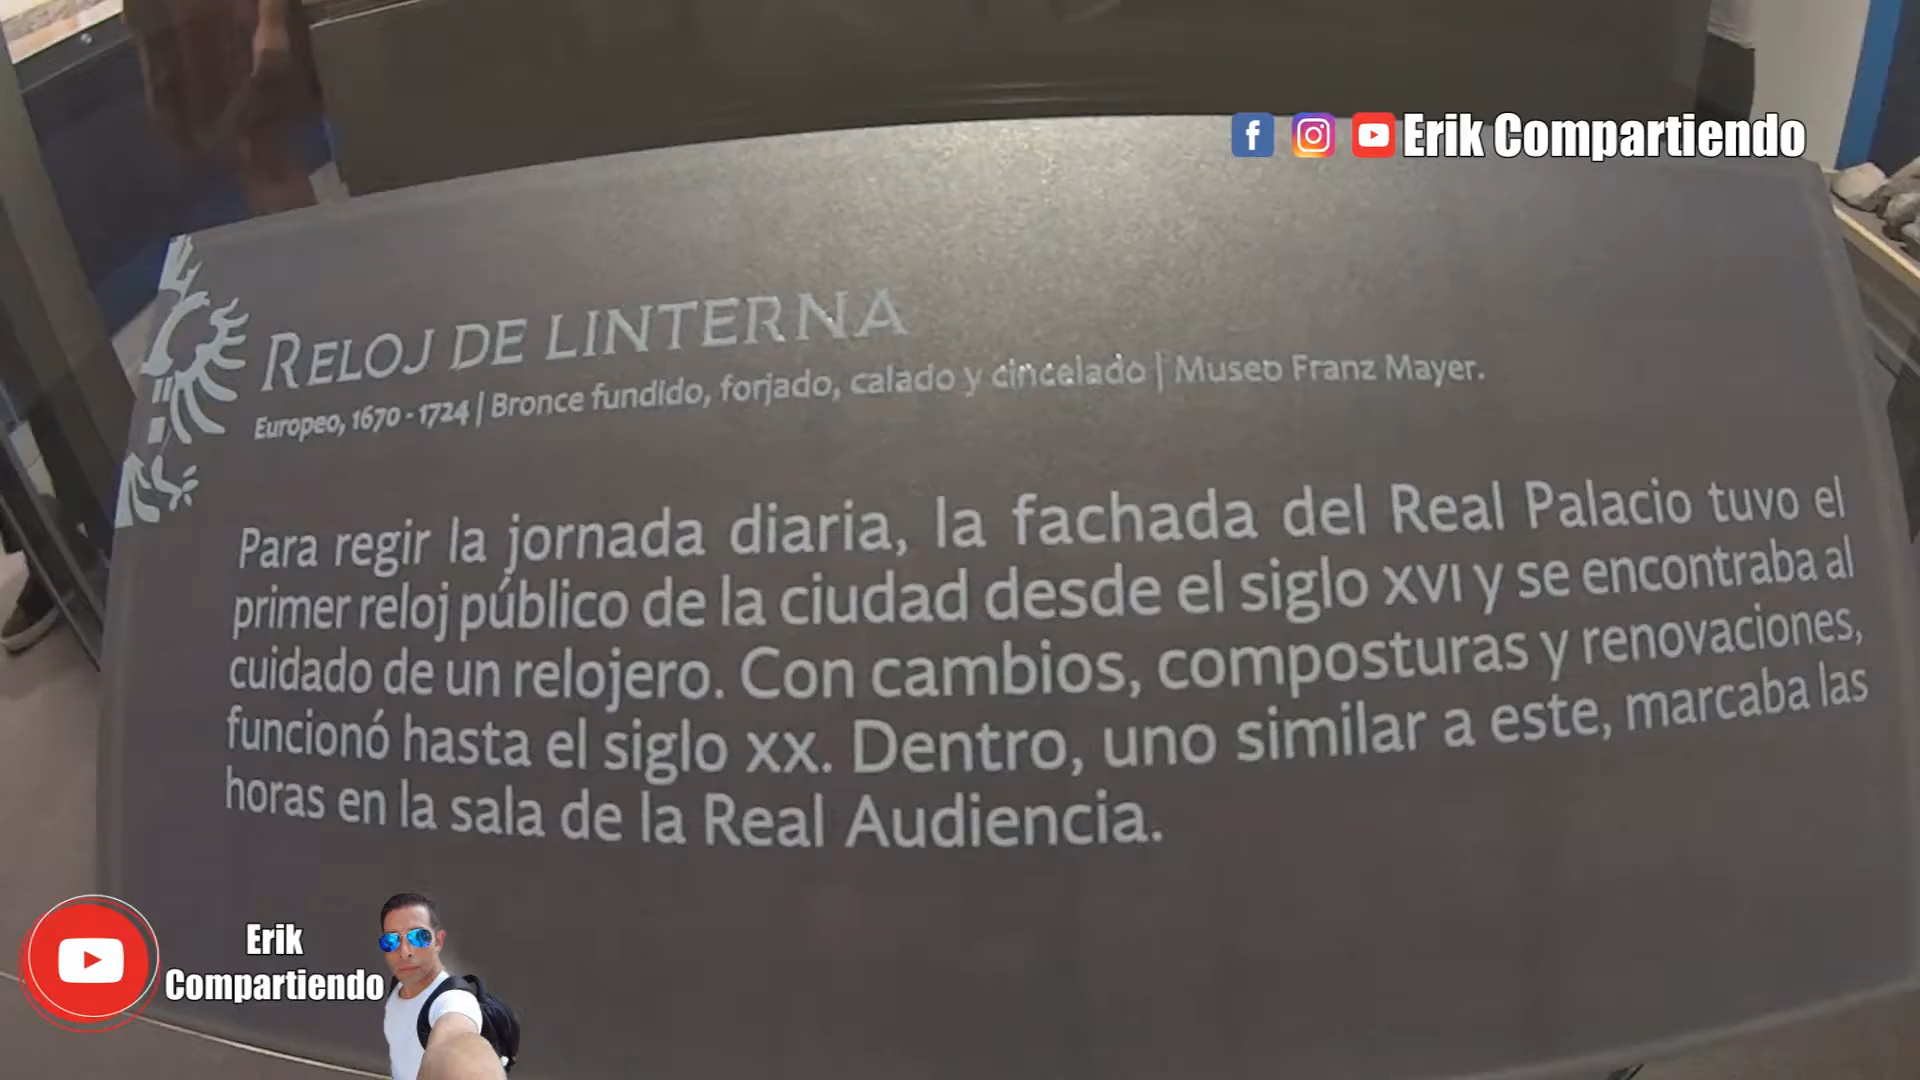 Erik Compartiendo
RELOJ DE LINTERNA
Europeo, 1670 - 1724 | Bronce fundido, forjado, calado y cincelado | Museo Franz Mayer.
Para regir la jornada diaria, la fachada del Real Palacio tuvo el
primer reloj público de la ciudad desde el siglo XVI y se encontraba al
cuidado de un relojero. Con cambios, composturas y renovaciones,
funcionó hasta el siglo XX. Dentro, uno similar a este, marcaba las
horas en la sala de la Real Audiencia.
Erik
Compartiendo